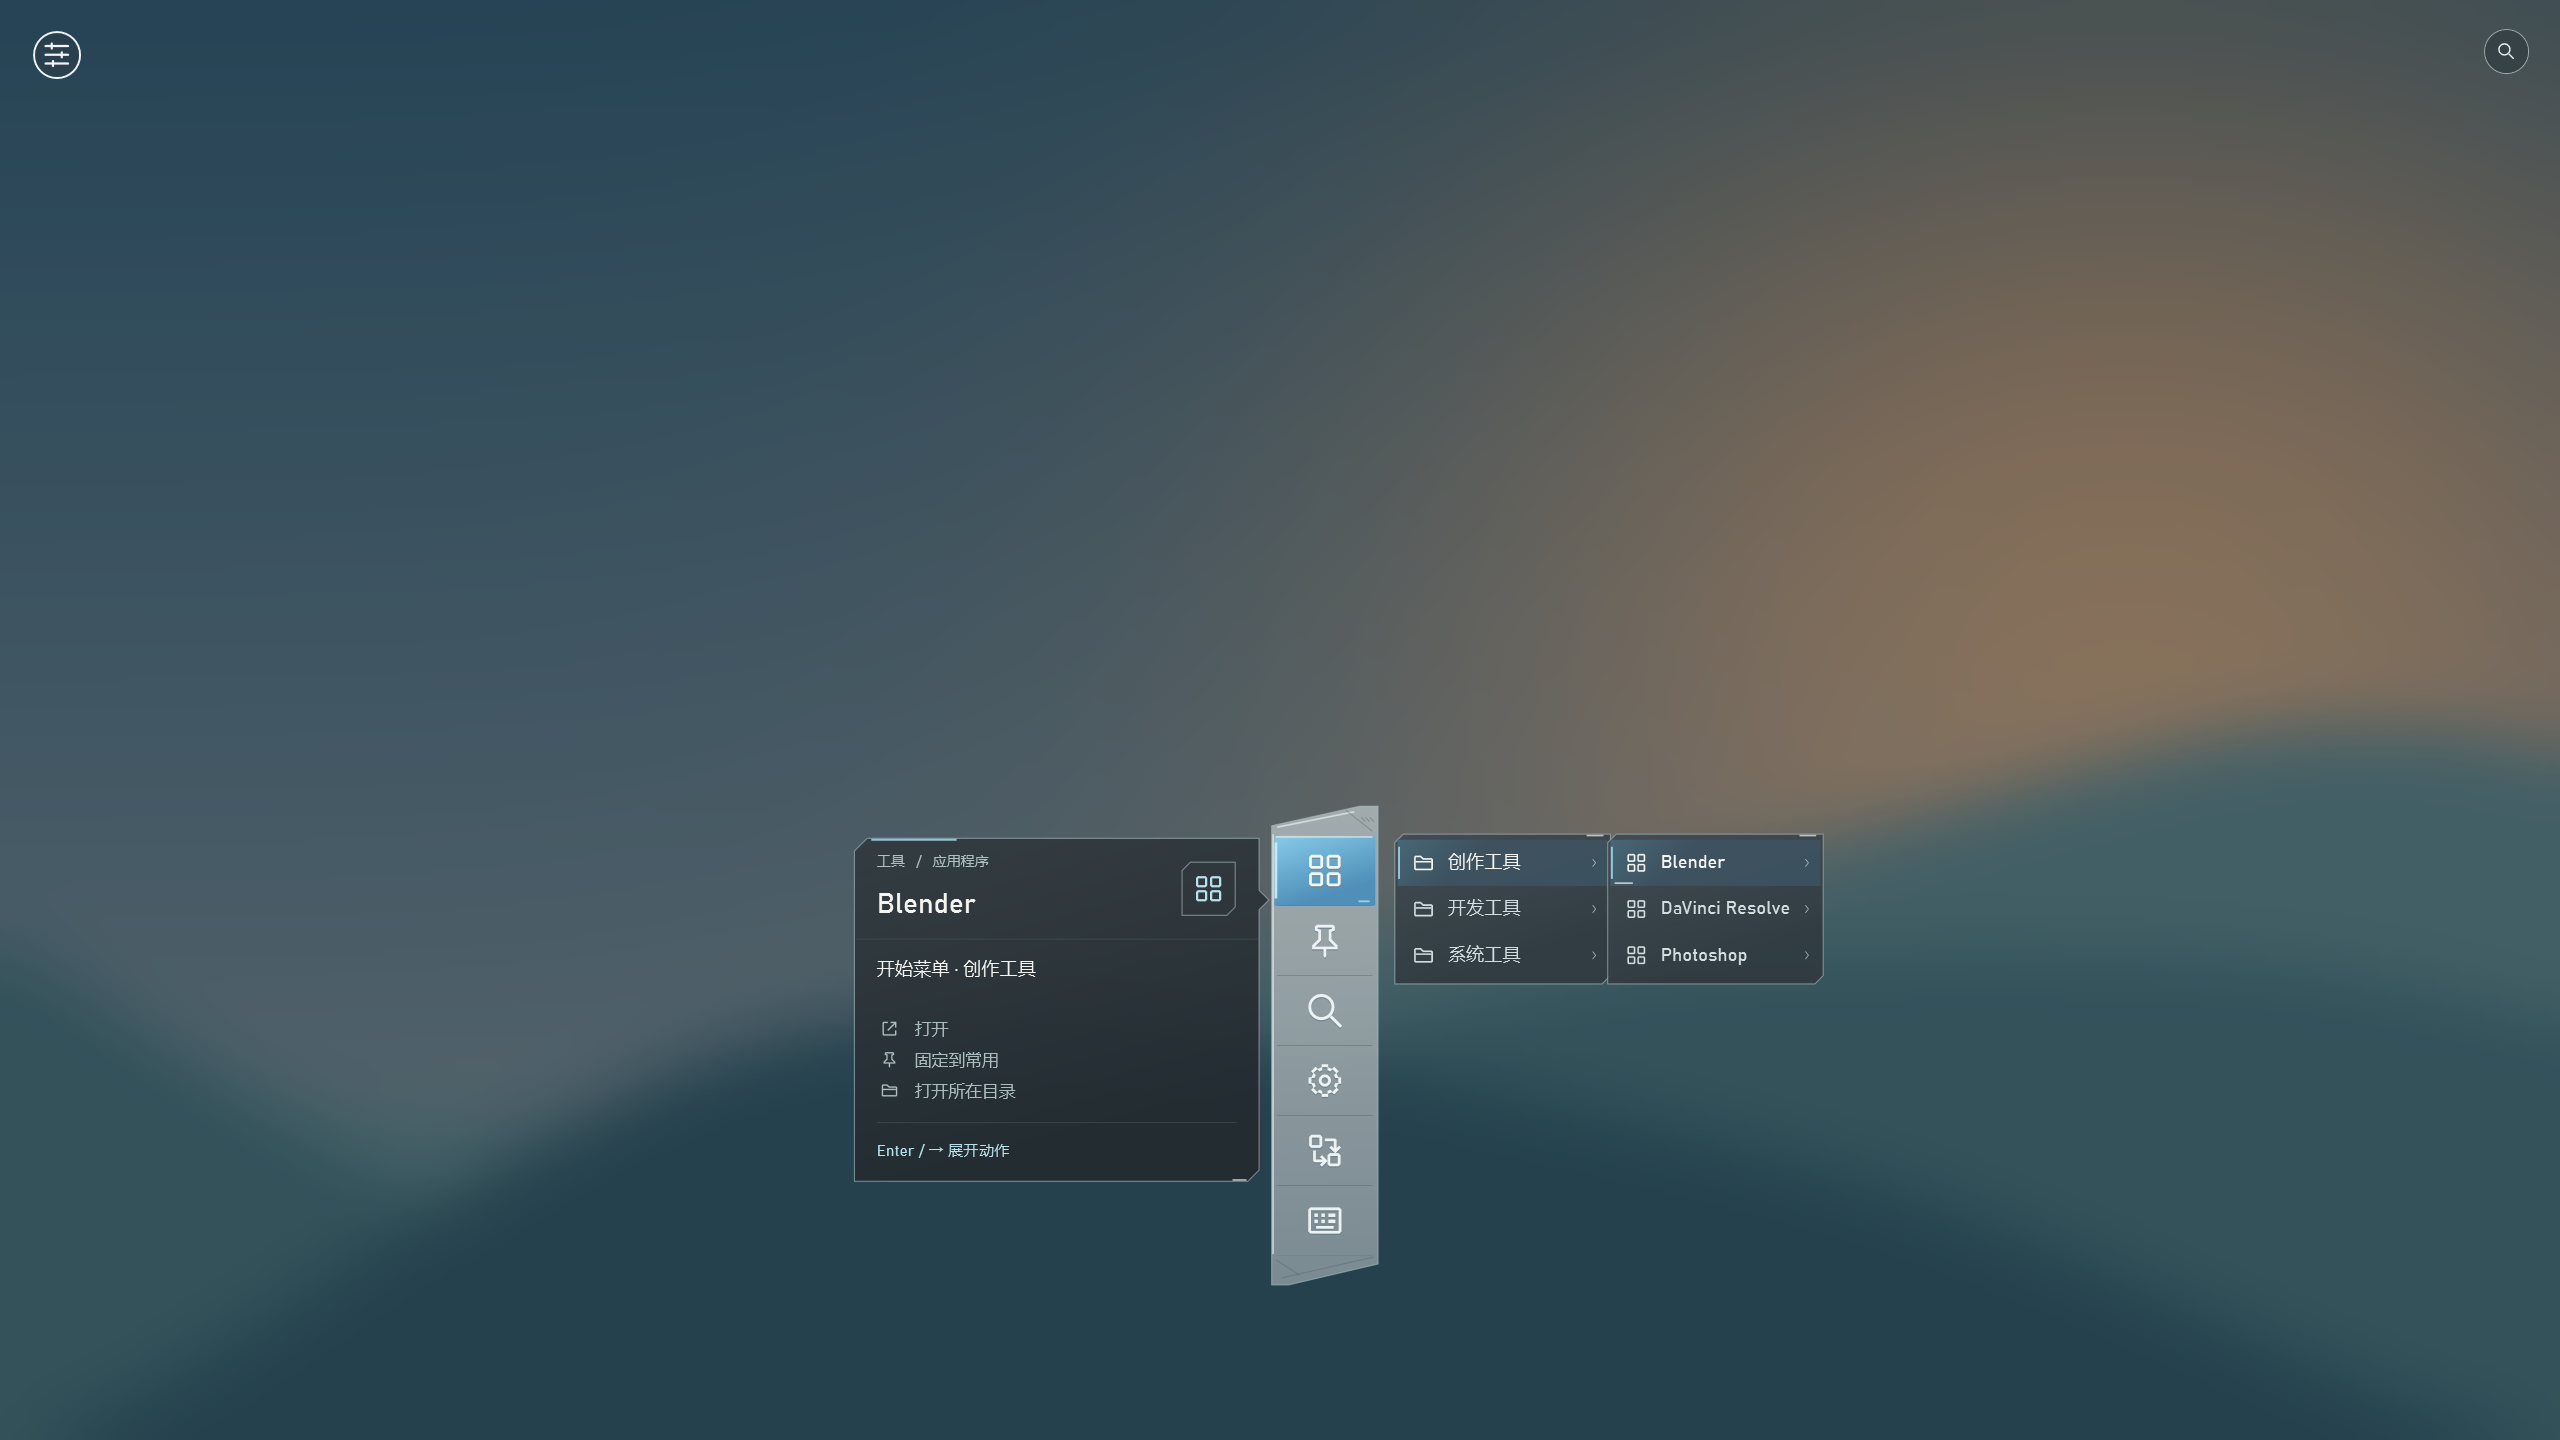 工具 / 应用程序
Blender
开始菜单 · 创作工具
打开
固定到常用
打开所在目录
Enter / → 展开动作
创作工具
开发工具
系统工具
Blender
DaVinci Resolve
Photoshop